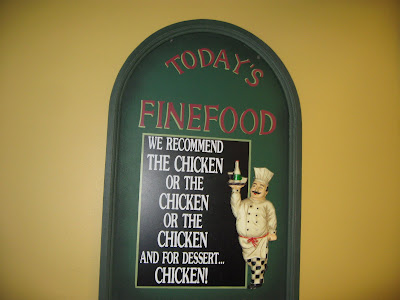 TODAY'S
FINEFOOD
WE RECOMMEND
THE CHICKEN
OR THE
CHICKEN
OR THE
CHICKEN
AND FOR DESSERT...
CHICKEN!